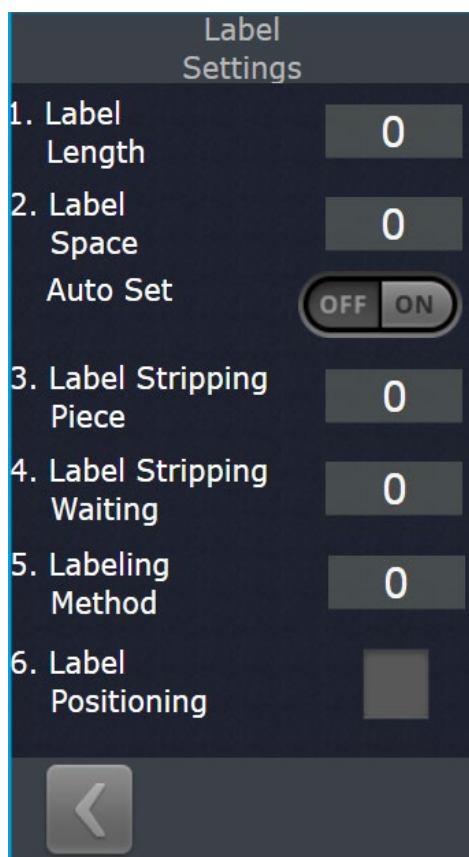 Label
Settings
1. Label
Length
0
2. Label
Space
0
Auto Set
OFF ON
3. Label Stripping
Piece
0
4. Label Stripping
Waiting
0
5. Labeling
Method
0
6. Label
Positioning